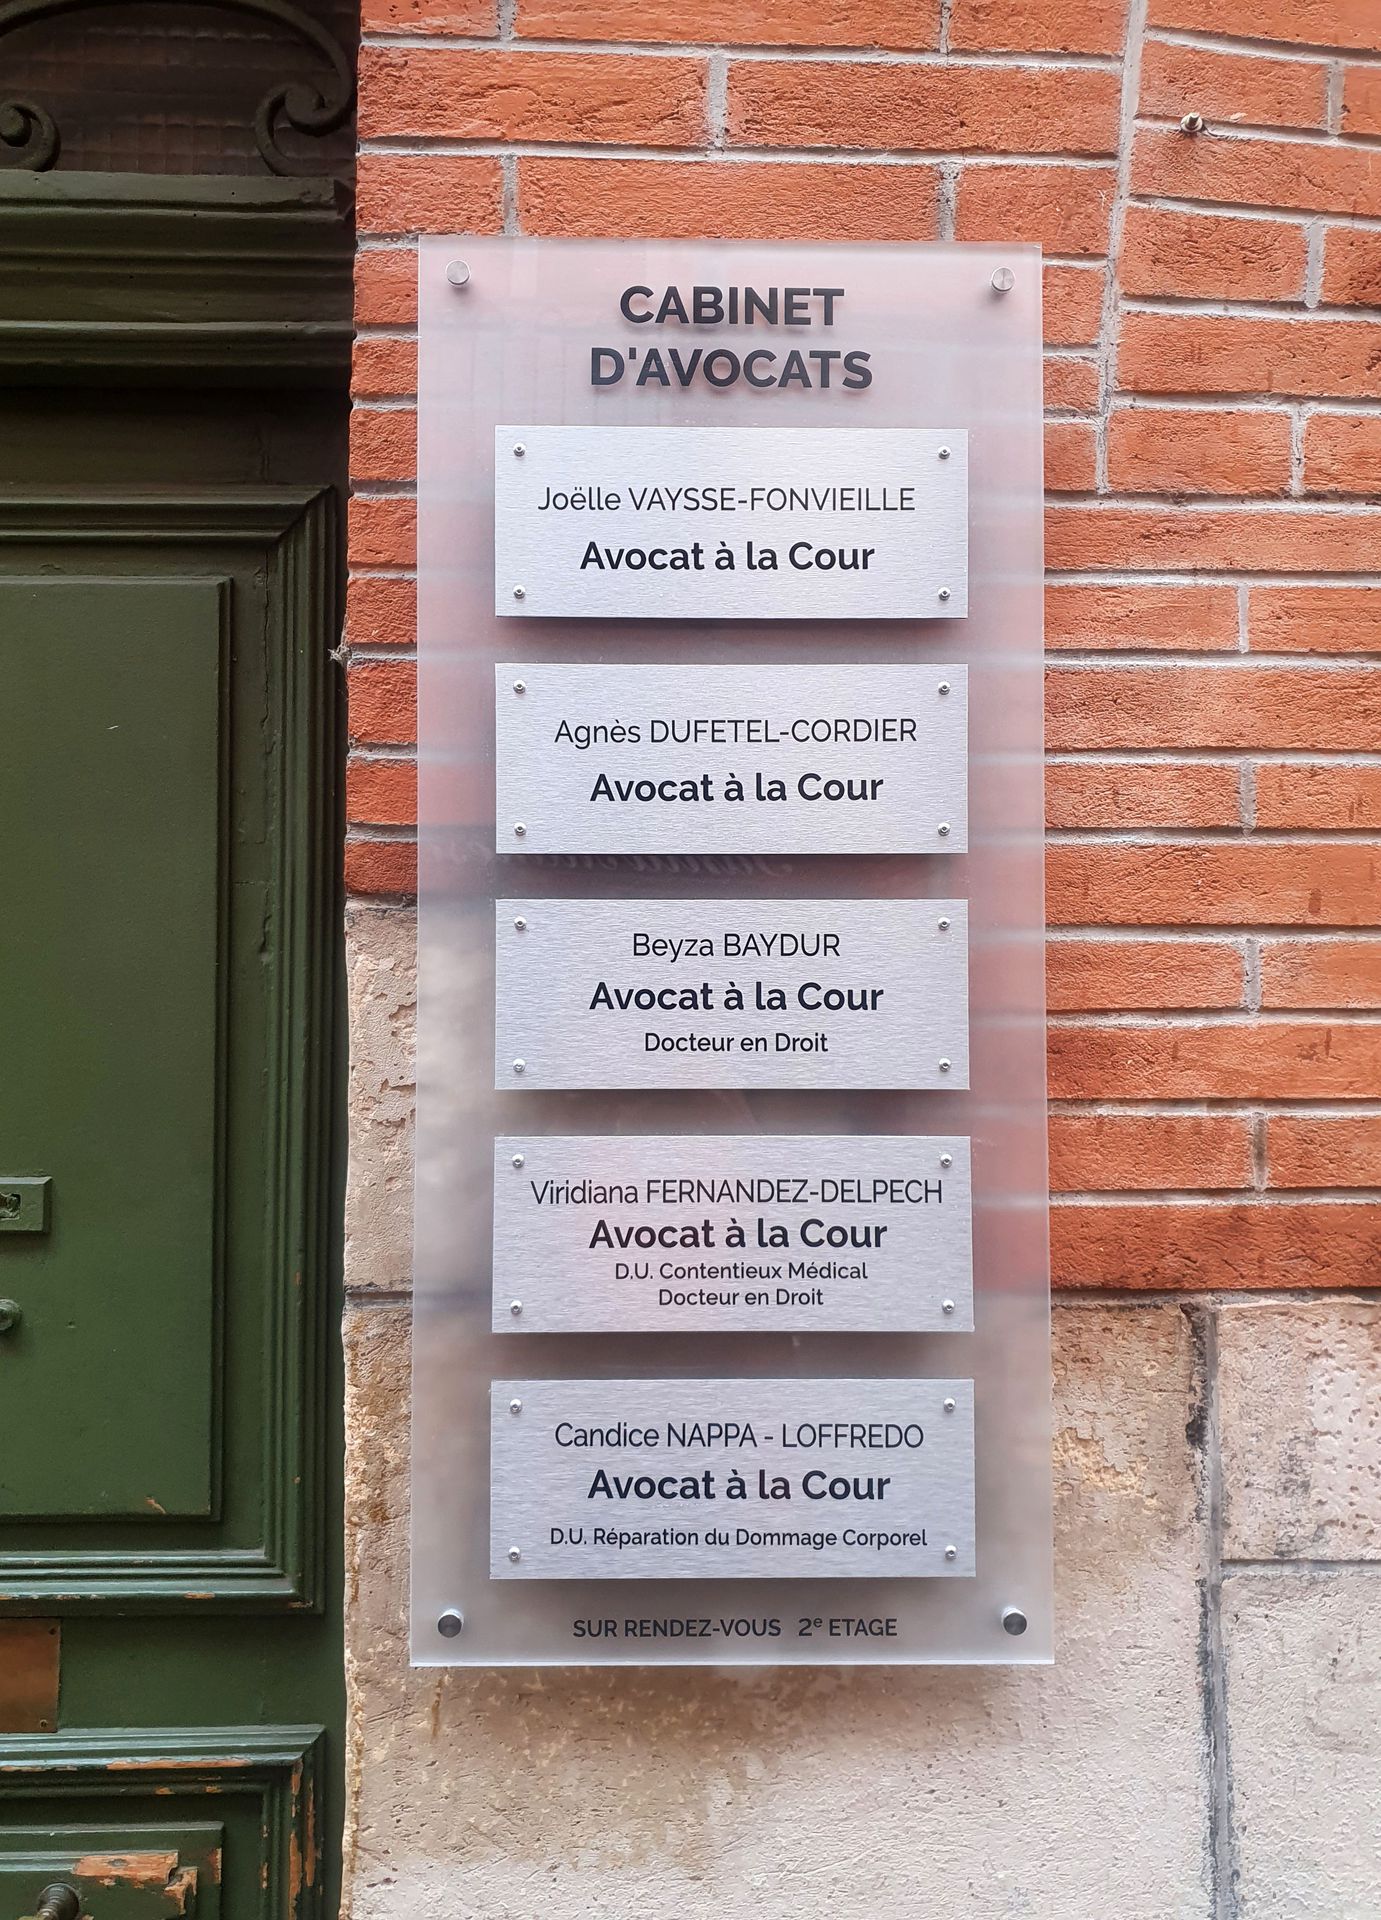 CABINET
D'AVOCATS
Joëlle VAYSSE-FONVIEILLE
Avocat à la Cour
Agnès DUFETEL-CORDIER
Avocat à la Cour
Beyza BAYDUR
Avocat à la Cour
Docteur en Droit
Viridiana FERNANDEZ-DELPECH
Avocat à la Cour
D.U. Contentieux Médical
Docteur en Droit
Candice NAPPA - LOFFREDO
Avocat à la Cour
D.U. Réparation du Dommage Corporel
SUR RENDEZ-VOUS 2e ETAGE